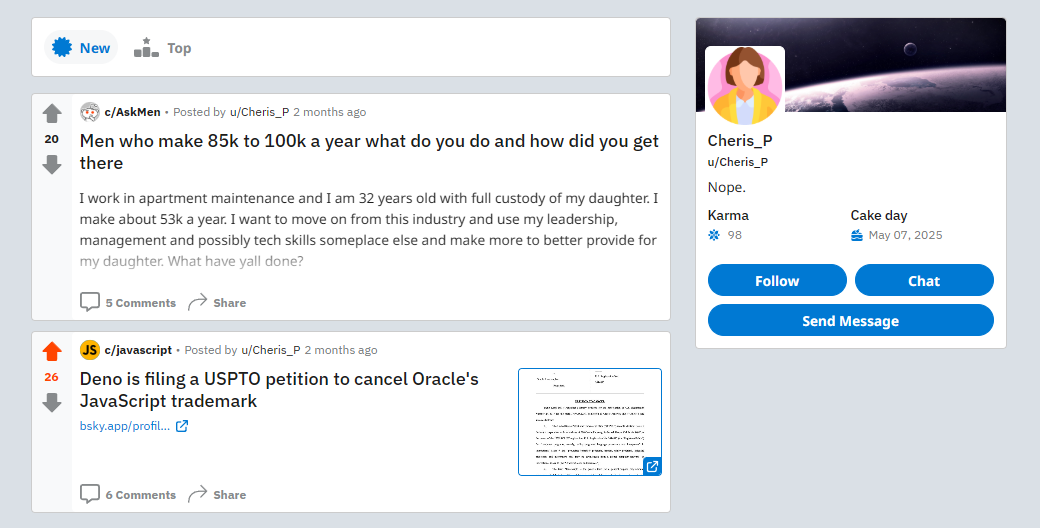 New
Top
c/AskMen • Posted by u/Cheris_P 2 months ago
20
Men who make 85k to 100k a year what do you do and how did you get
there
I work in apartment maintenance and I am 32 years old with full custody of my daughter. I
make about 53k a year. I want to move on from this industry and use my leadership,
management and possibly tech skills someplace else and make more to better provide for
my daughter. What have yall done?
5 Comments
Share
JS
c/javascript • Posted by u/Cheris_P 2 months ago
26
Deno is filing a USPTO petition to cancel Oracle's
JavaScript trademark
bsky.app/profil...
6 Comments
Share
Cheris_P
u/Cheris_P
Nope.
Karma
98
Cake day
May 07, 2025
Follow
Chat
Send Message